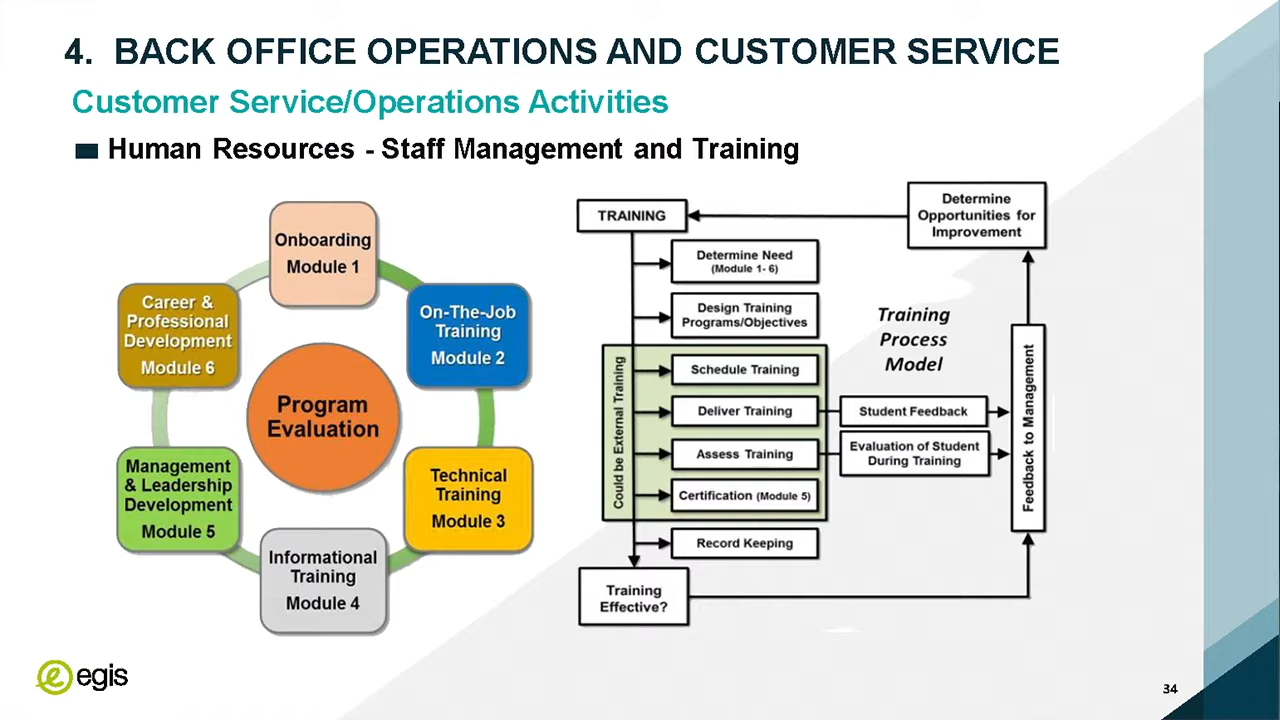 4. BACK OFFICE OPERATIONS AND CUSTOMER SERVICE
Customer Service/Operations Activities
Human Resources - Staff Management and Training
Onboarding
Module 1
On-The-Job
Training
Module 2
Technical
Training
Module 3
Informational
Training
Module 4
Management
& Leadership
Development
Module 5
Career &
Professional
Development
Module 6
Program
Evaluation
TRAINING
Determine Need
(Module 1- 6)
Design Training
Programs/Objectives
Could be External Training
Schedule Training
Deliver Training
Assess Training
Certification (Module 5)
Record Keeping
Training
Effective?
Training
Process
Model
Student Feedback
Evaluation of Student
During Training
Feedback to Management
Determine
Opportunities for
Improvement
egis
34